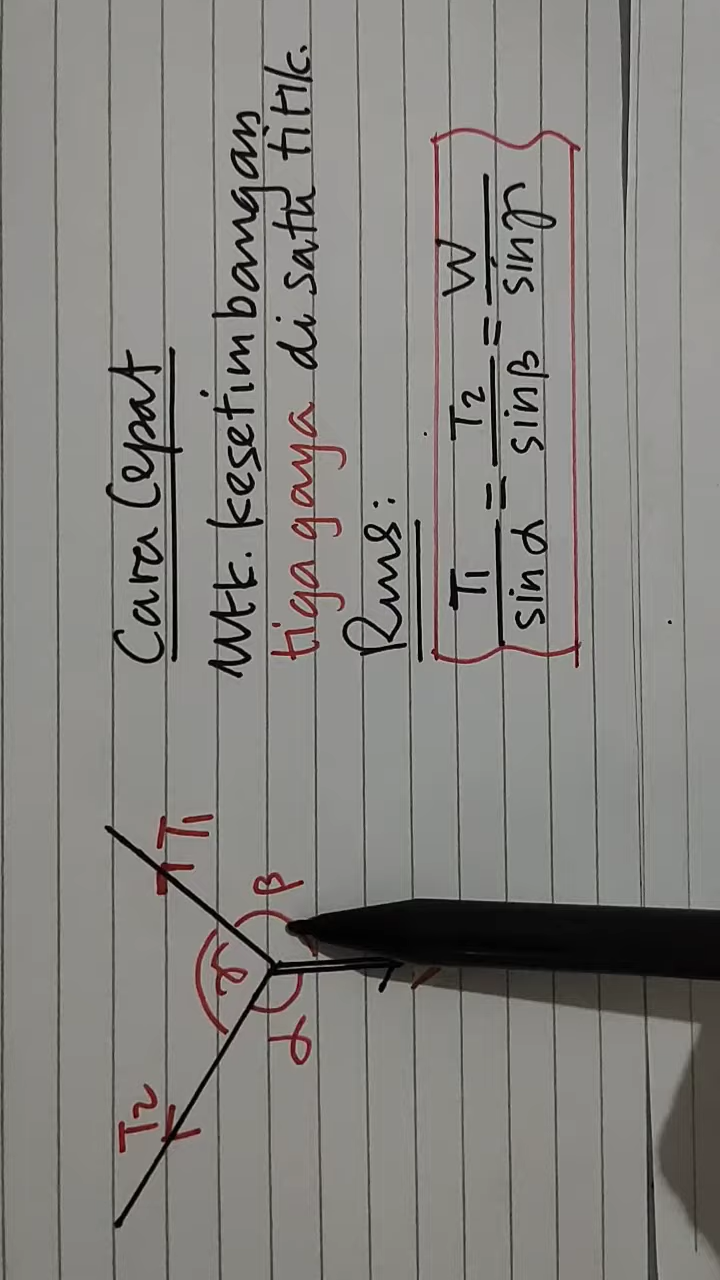 Cara Cepat
Utk. kesetimbangan
tiga gaya di satu titik.
Rms:
T1 / sin α = T2 / sin β = W / sin γ
T2
T1
γ
β
α